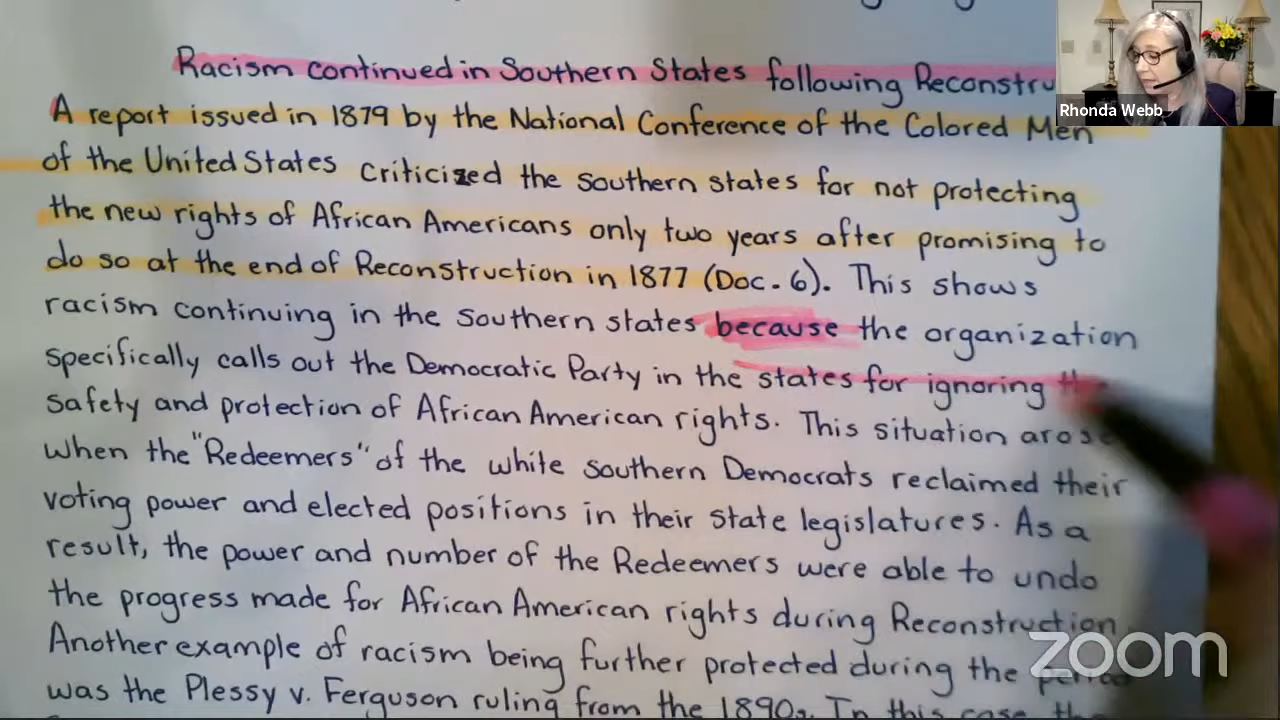 Racism continued in Southern States following Reconstru
A report issued in 1879 by the National Conference of the Colored Men
of the United States criticized the southern states for not protecting
the new rights of African Americans only two years after promising to
do so at the end of Reconstruction in 1877 (Doc. 6). This shows
racism continuing in the southern states because the organization
specifically calls out the Democratic Party in the states for ignoring
safety and protection of African American rights. This situation arose
when the "Redeemers" of the white southern Democrats reclaimed their
voting power and elected positions in their state legislatures. As a
result, the power and number of the Redeemers were able to undo
the progress made for African American rights during Reconstruction.
Another example of racism being further protected during the period
was the Plessy v. Ferguson ruling from the 1890s. In this case the
Rhonda Webb
zoom